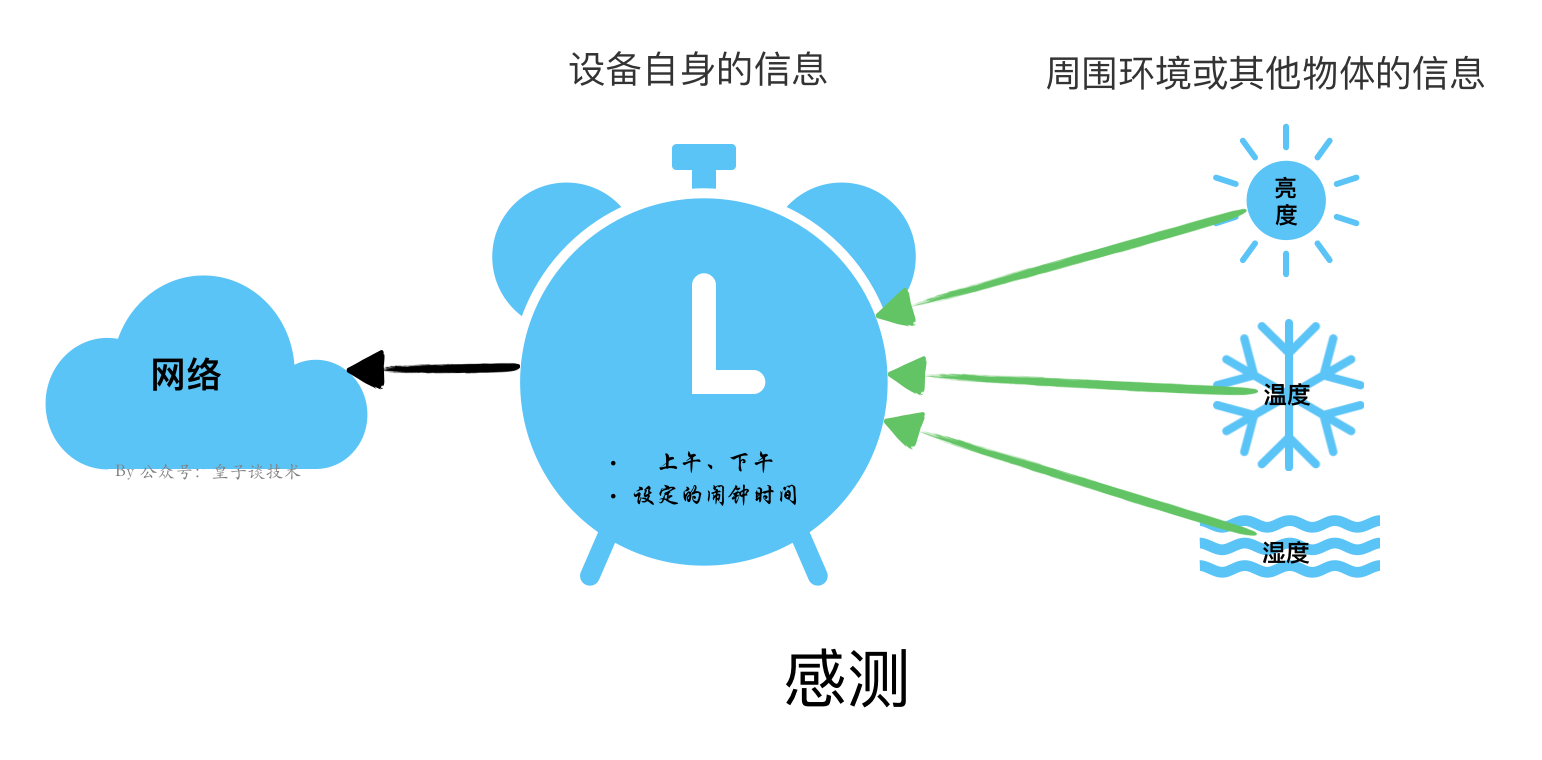 设备自身的信息
周围环境或其他物体的信息
亮
度
网络
温度
By 公众号：皇子谈技术
• 上午、下午
• 设定的闹钟时间
湿度
感测